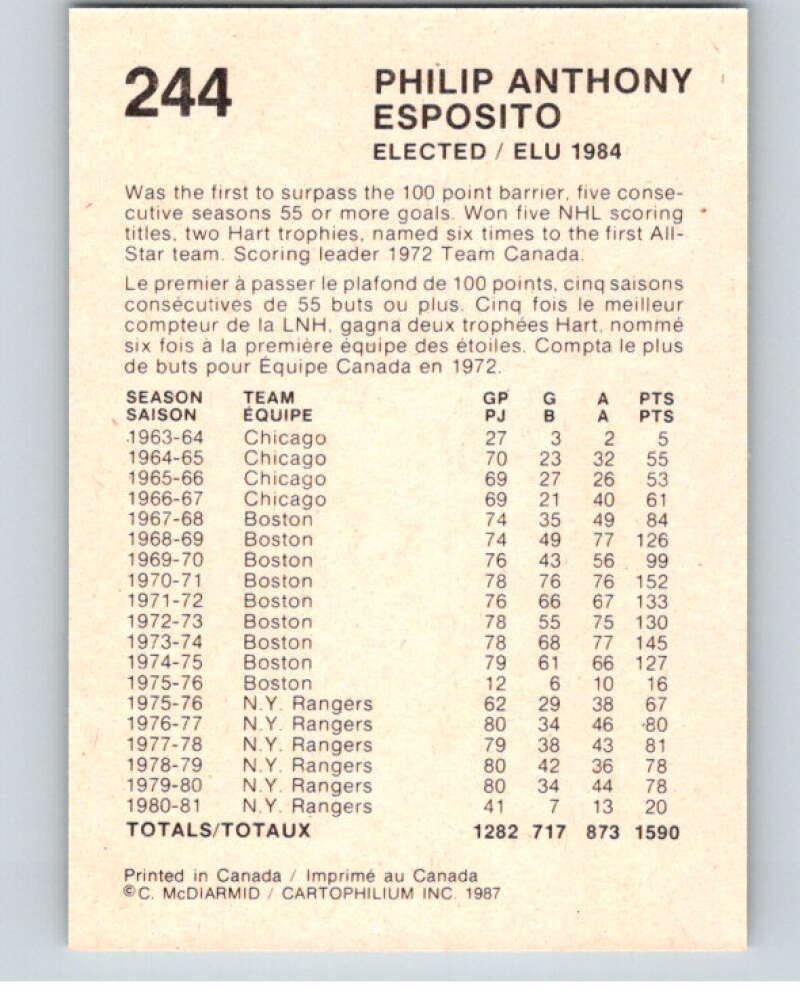 244
PHILIP ANTHONY
ESPOSITO
ELECTED / ELU 1984
Was the first to surpass the 100 point barrier, five conse-
cutive seasons 55 or more goals. Won five NHL scoring
titles, two Hart trophies, named six times to the first All-
Star team. Scoring leader 1972 Team Canada.
Le premier à passer le plafond de 100 points, cinq saisons
consécutives de 55 buts ou plus. Cinq fois le meilleur
compteur de la LNH, gagna deux trophées Hart, nommé
six fois à la première équipe des étoiles. Compta le plus
de buts pour Équipe Canada en 1972.
SEASON TEAM GP G A PTS
SAISON ÉQUIPE PJ B A PTS
1963-64 Chicago 27 3 2 5
1964-65 Chicago 70 23 32 55
1965-66 Chicago 69 27 26 53
1966-67 Chicago 69 21 40 61
1967-68 Boston 74 35 49 84
1968-69 Boston 74 49 77 126
1969-70 Boston 76 43 56 99
1970-71 Boston 78 76 76 152
1971-72 Boston 76 66 67 133
1972-73 Boston 78 55 75 130
1973-74 Boston 78 68 77 145
1974-75 Boston 79 61 66 127
1975-76 Boston 12 6 10 16
1975-76 N.Y. Rangers 62 29 38 67
1976-77 N.Y. Rangers 80 34 46 80
1977-78 N.Y. Rangers 79 38 43 81
1978-79 N.Y. Rangers 80 42 36 78
1979-80 N.Y. Rangers 80 34 44 78
1980-81 N.Y. Rangers 41 7 13 20
TOTALS/TOTAUX 1282 717 873 1590
Printed in Canada / Imprimé au Canada
©C. McDIARMID / CARTOPHILIUM INC. 1987